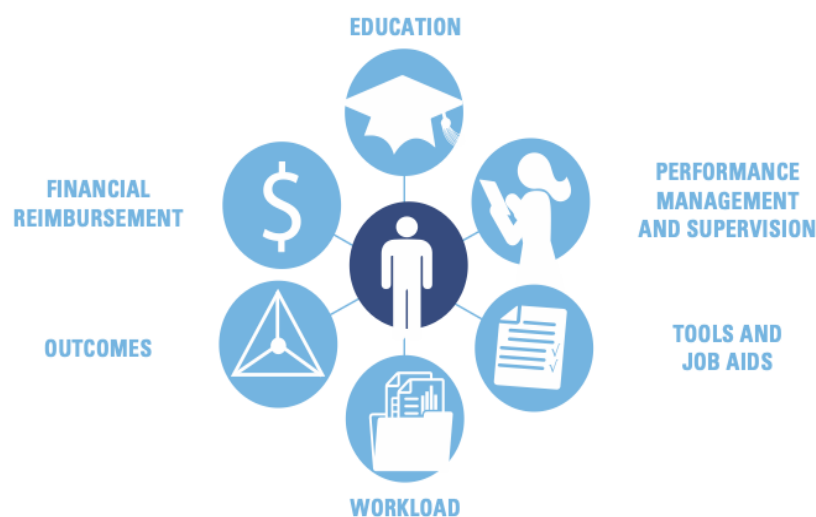 EDUCATION
FINANCIAL
REIMBURSEMENT
$
PERFORMANCE
MANAGEMENT
AND SUPERVISION
OUTCOMES
TOOLS AND
JOB AIDS
WORKLOAD